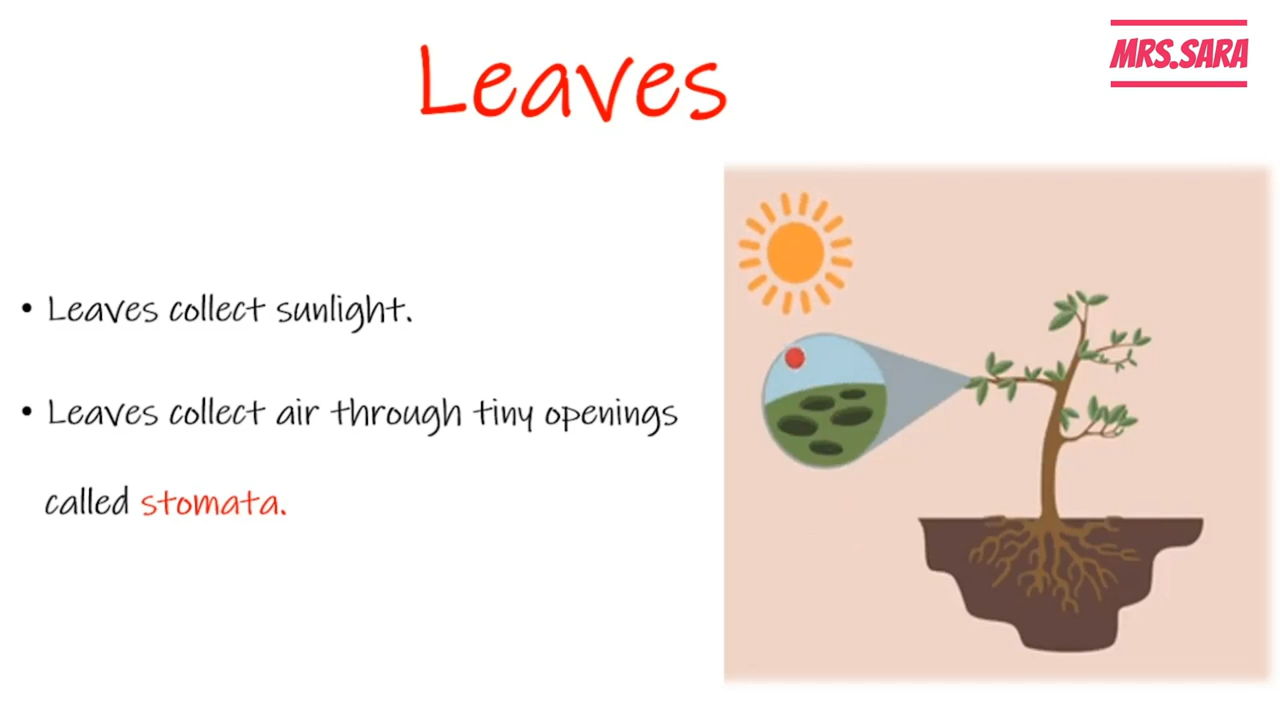 Leaves
MRS.SARA
• Leaves collect sunlight.
• Leaves collect air through tiny openings
called stomata.